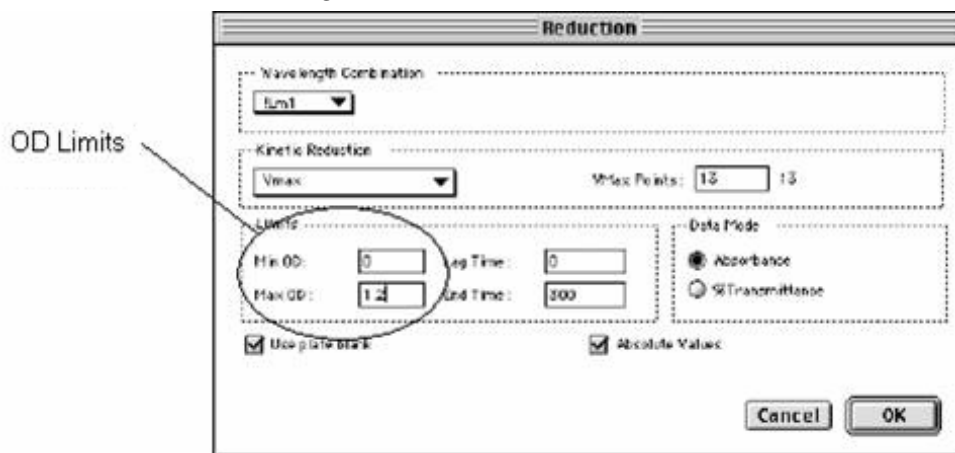 Reduction
Wavelength Combination
!Lm1
OD Limits
Kinetic Reduction
Vmax
VMax Points: 13 13
Limits
Data Mode
Min OD: 0
Lag Time: 0
Absorbance
Max OD: 1.2
End Time: 300
%Transmittance
Use plate blank
Absolute Values
Cancel
OK